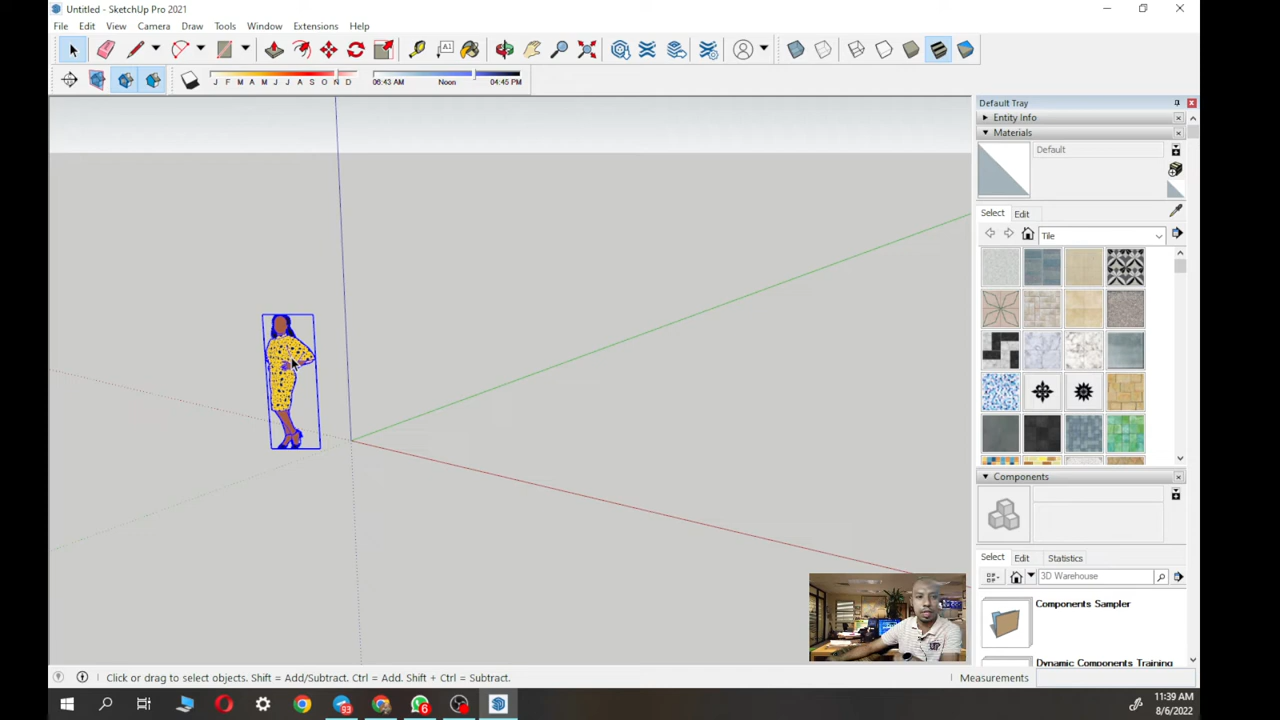 Untitled - SketchUp Pro 2021
File Edit View Camera Draw Tools Window Extensions Help
A1
J F M A M J J A S O N D
06:43 AM Noon 04:45 PM
Default Tray
Entity Info
Materials
Default
Select Edit
Tile
Components
Select Edit Statistics
3D Warehouse
Components Sampler
Dynamic Components Training
Click or drag to select objects. Shift = Add/Subtract. Ctrl = Add. Shift + Ctrl = Subtract.
Measurements
93
6
11:39 AM
8/6/2022